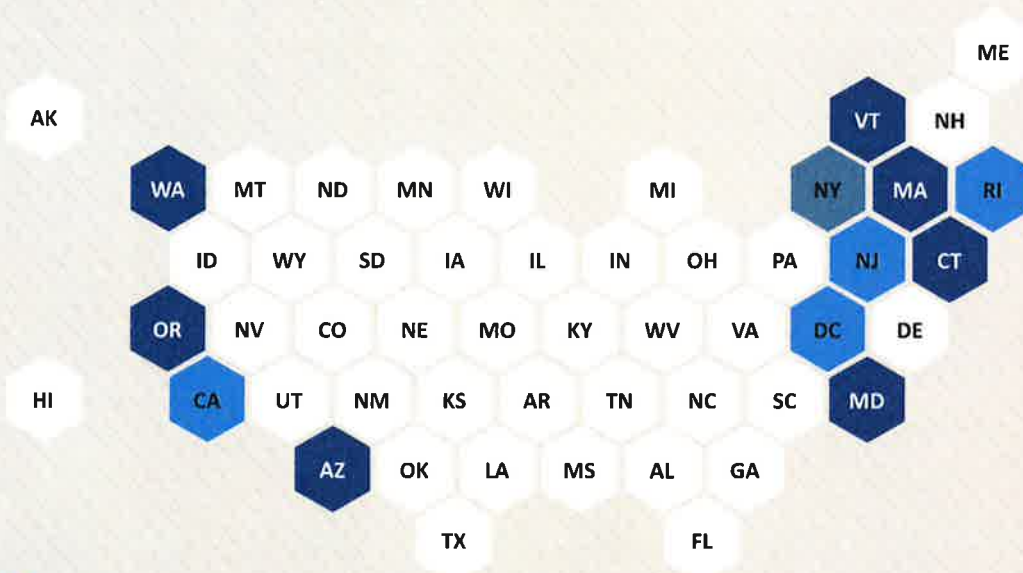 ME
AK
VT NH
WA MT ND MN WI MI NY MA RI
ID WY SD IA IL IN OH PA NJ CT
OR NV CO NE MO KY WV VA DC DE
HI CA UT NM KS AR TN NC SC MD
AZ OK LA MS AL GA
TX FL